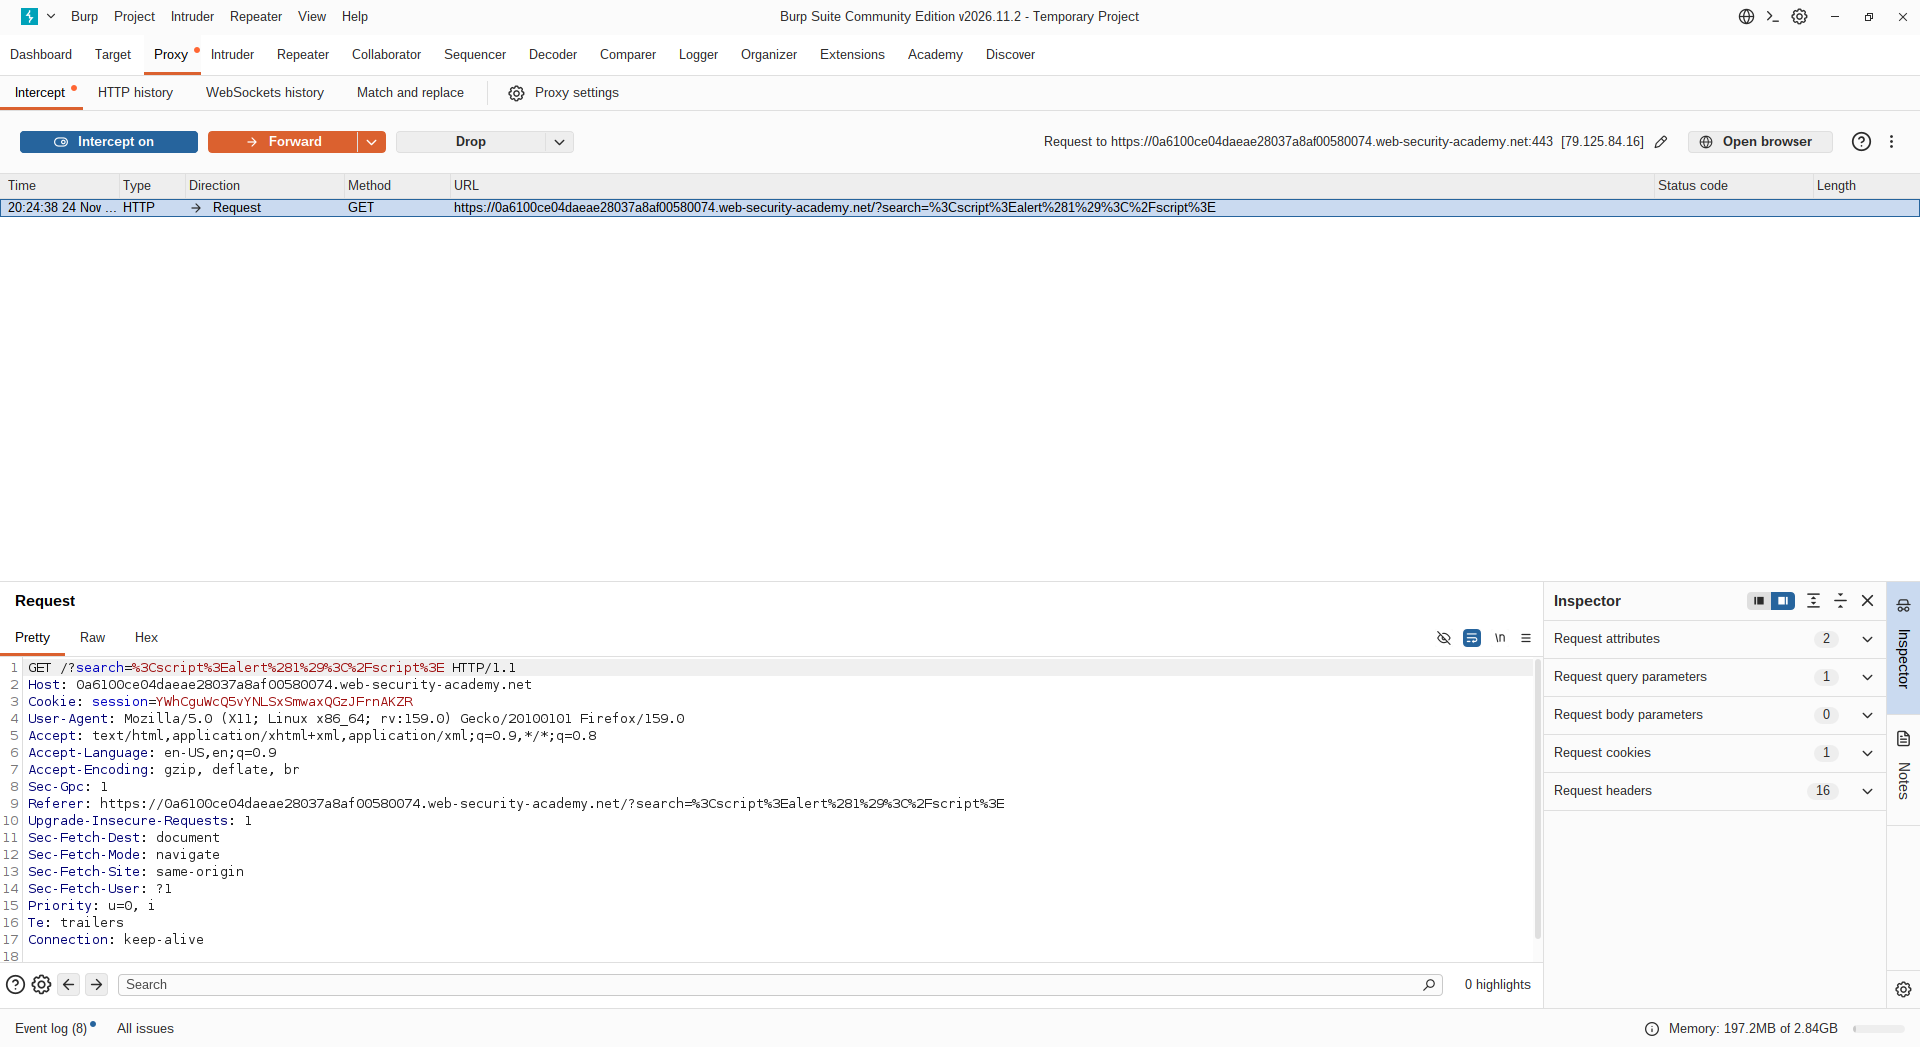 Burp Project Intruder Repeater View Help
Burp Suite Community Edition v2026.11.2 - Temporary Project
Dashboard Target Proxy Intruder Repeater Collaborator Sequencer Decoder Comparer Logger Organizer Extensions Academy Discover
Intercept HTTP history WebSockets history Match and replace Proxy settings
Intercept on Forward Drop Request to https://0a6100ce04daeae28037a8af00580074.web-security-academy.net:443 [79.125.84.16] Open browser
Time Type Direction Method URL Status code Length
20:24:38 24 Nov ... HTTP Request GET https://0a6100ce04daeae28037a8af00580074.web-security-academy.net/?search=%3Cscript%3Ealert%281%29%3C%2Fscript%3E
Request
Pretty Raw Hex \n
1 GET /?search=%3Cscript%3Ealert%281%29%3C%2Fscript%3E HTTP/1.1
2 Host: 0a6100ce04daeae28037a8af00580074.web-security-academy.net
3 Cookie: session=YWhCguWcQ5vYNLSxSmwaxQGzJFrnAKZR
4 User-Agent: Mozilla/5.0 (X11; Linux x86_64; rv:159.0) Gecko/20100101 Firefox/159.0
5 Accept: text/html,application/xhtml+xml,application/xml;q=0.9,*/*;q=0.8
6 Accept-Language: en-US,en;q=0.9
7 Accept-Encoding: gzip, deflate, br
8 Sec-Gpc: 1
9 Referer: https://0a6100ce04daeae28037a8af00580074.web-security-academy.net/?search=%3Cscript%3Ealert%281%29%3C%2Fscript%3E
10 Upgrade-Insecure-Requests: 1
11 Sec-Fetch-Dest: document
12 Sec-Fetch-Mode: navigate
13 Sec-Fetch-Site: same-origin
14 Sec-Fetch-User: ?1
15 Priority: u=0, i
16 Te: trailers
17 Connection: keep-alive
18
Search 0 highlights
Inspector
Request attributes 2
Request query parameters 1
Request body parameters 0
Request cookies 1
Request headers 16
Inspector
Notes
Event log (8) All issues
Memory: 197.2MB of 2.84GB